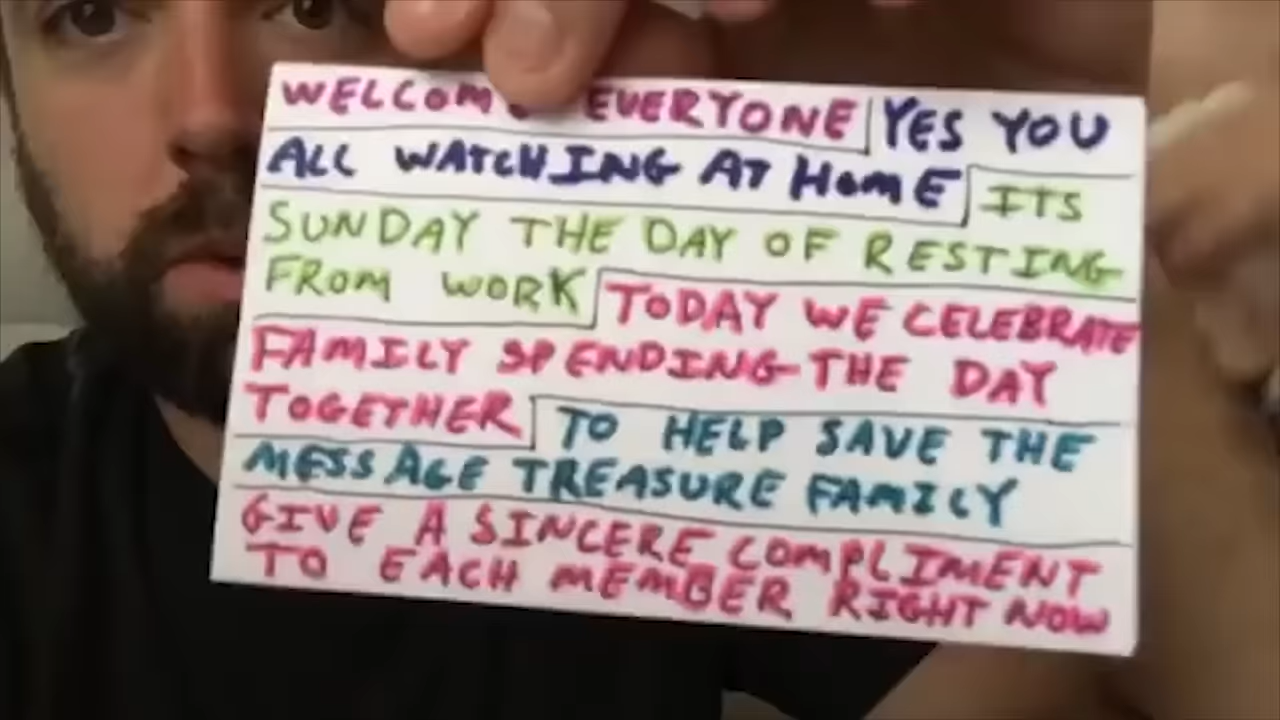 WELCOME EVERYONE YES YOU
ALL WATCHING AT HOME ITS
SUNDAY THE DAY OF RESTING
FROM WORK TODAY WE CELEBRATE
FAMILY SPENDING THE DAY
TOGETHER TO HELP SAVE THE
MESSAGE TREASURE FAMILY
GIVE A SINCERE COMPLIMENT
TO EACH MEMBER RIGHT NOW